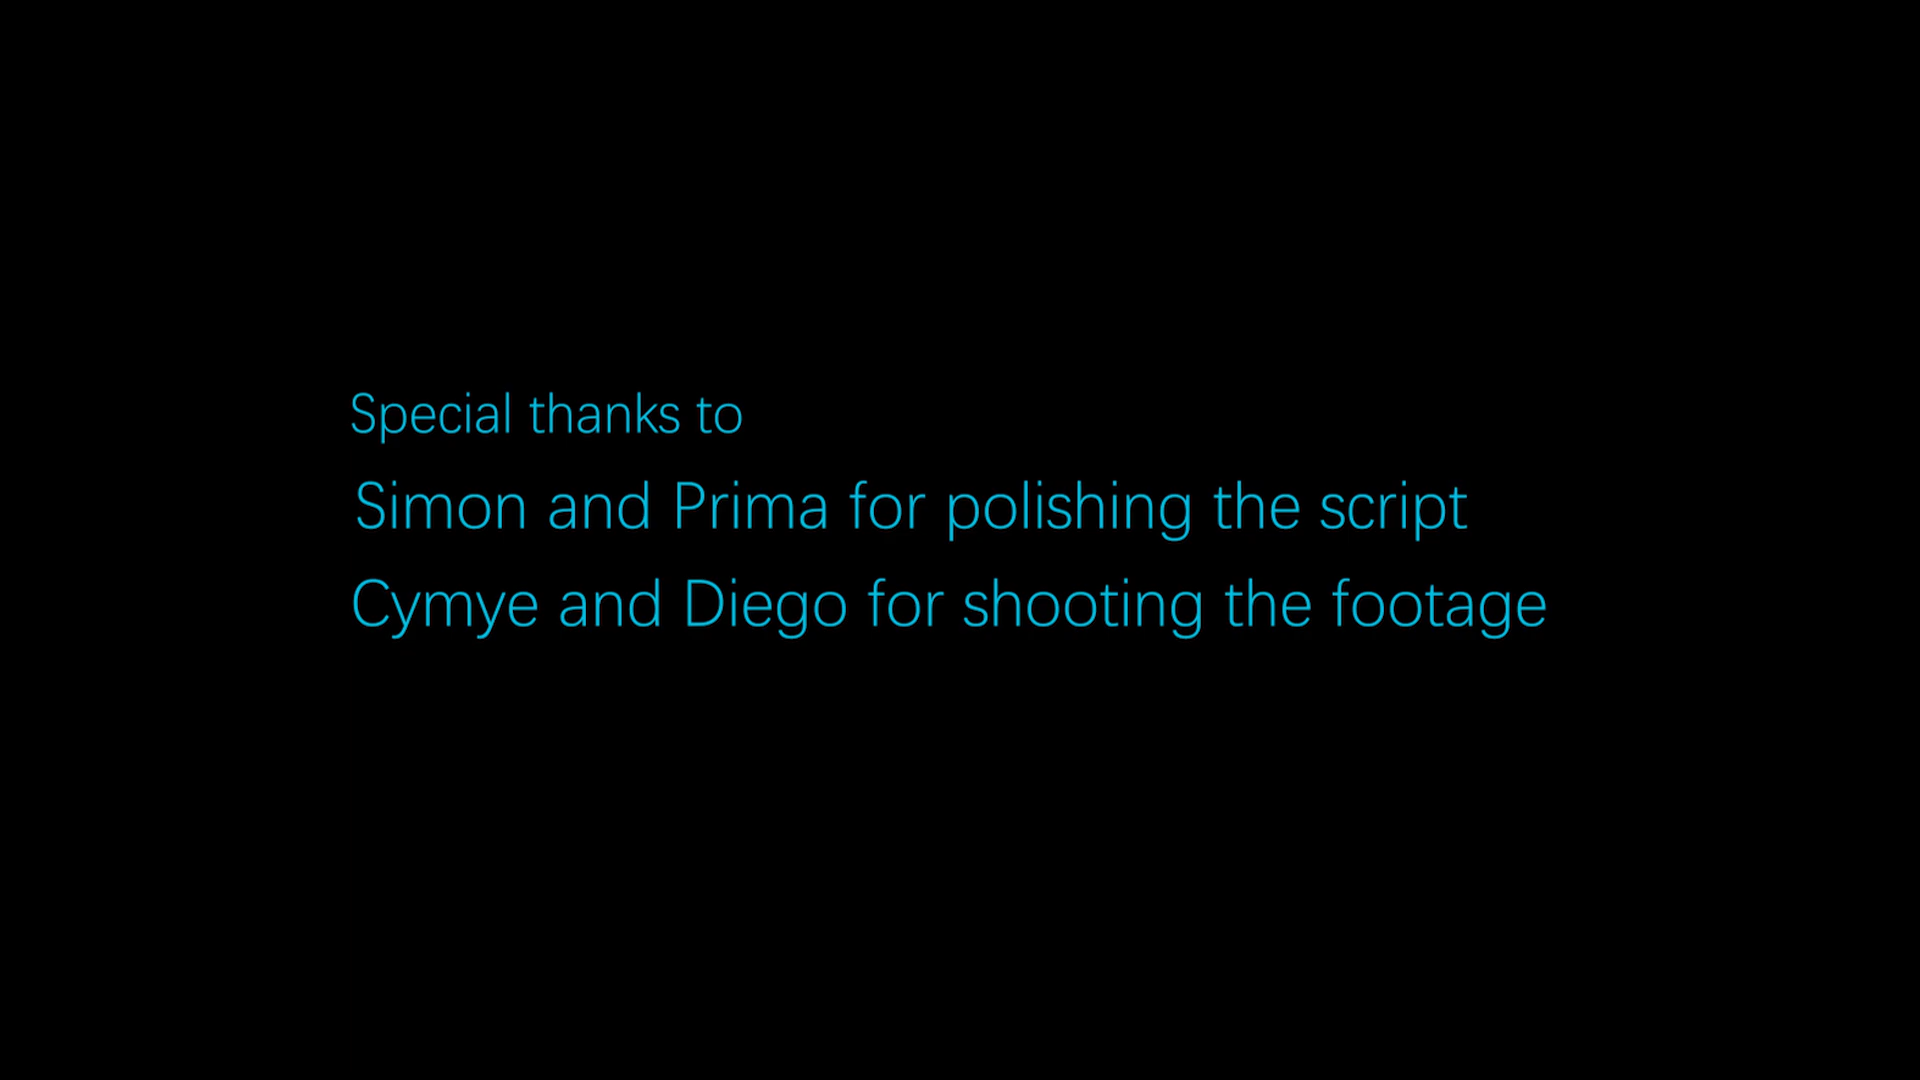 Special thanks to
Simon and Prima for polishing the script
Cymye and Diego for shooting the footage